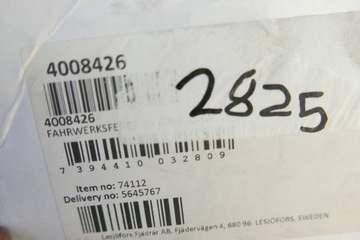 4008426
2825
4008426
FAHRWERKSFE
7 394410 032809
Item no: 74112
Delivery no: 5645767
Lesjöfors Fjädrar AB, Fjädervägen 4, 680 96 LESJÖFORS, SWEDEN